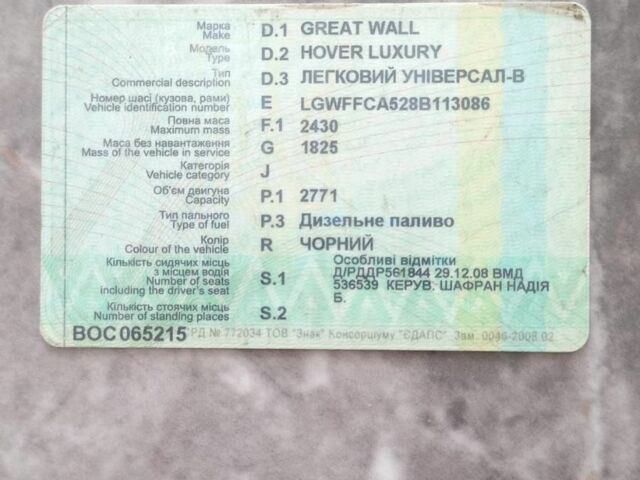 Марка D.1 GREAT WALL
Make
Модель D.2 HOVER LUXURY
Type
Тип D.3 ЛЕГКОВИЙ УНІВЕРСАЛ-В
Commercial description
Номер шасі (кузова, рами) E LGWFFCA528B113086
Vehicle identification number
Повна маса F.1 2430
Maximum mass
Маса без навантаження G 1825
Mass of the vehicle in service
Категорія J
Vehicle category
Об'єм двигуна P.1 2771
Capacity
Тип пального P.3 Дизельне паливо
Type of fuel
Колір R ЧОРНИЙ
Colour of the vehicle
Кількість сидячих місць Особливі відмітки
з місцем водія S.1 Д/РДДР561844 29.12.08 ВМД
Number of seats 536539 КЕРУВ. ШАФРАН НАДІЯ
including the driver's seat Б.
Кількість стоячих місць S.2
Number of standing places
ВОС 065215 РД № 772034 ТОВ "Знак" Консорціуму "ЄДАПС" Зам. 0046-2008.02